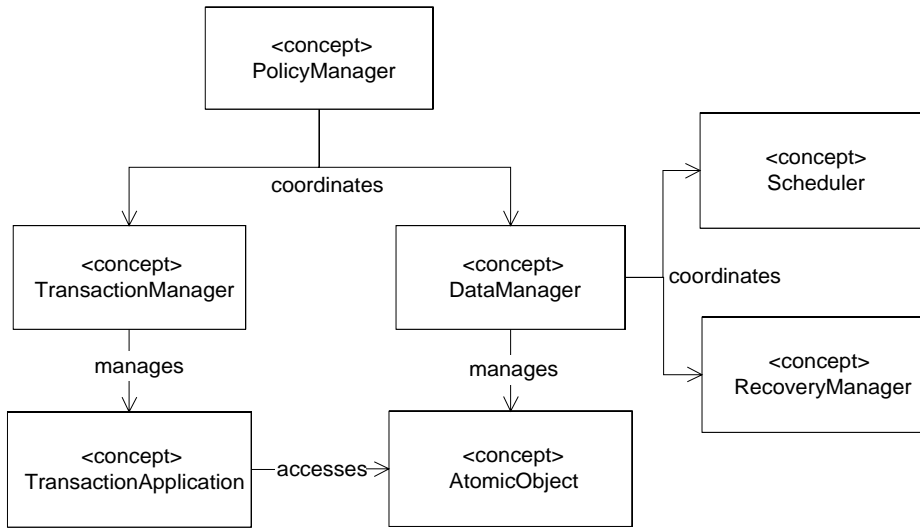 <concept>
PolicyManager
<concept>
Scheduler
coordinates
<concept>
TransactionManager
<concept>
DataManager
coordinates
manages
manages
<concept>
RecoveryManager
<concept>
TransactionApplication
accesses
<concept>
AtomicObject